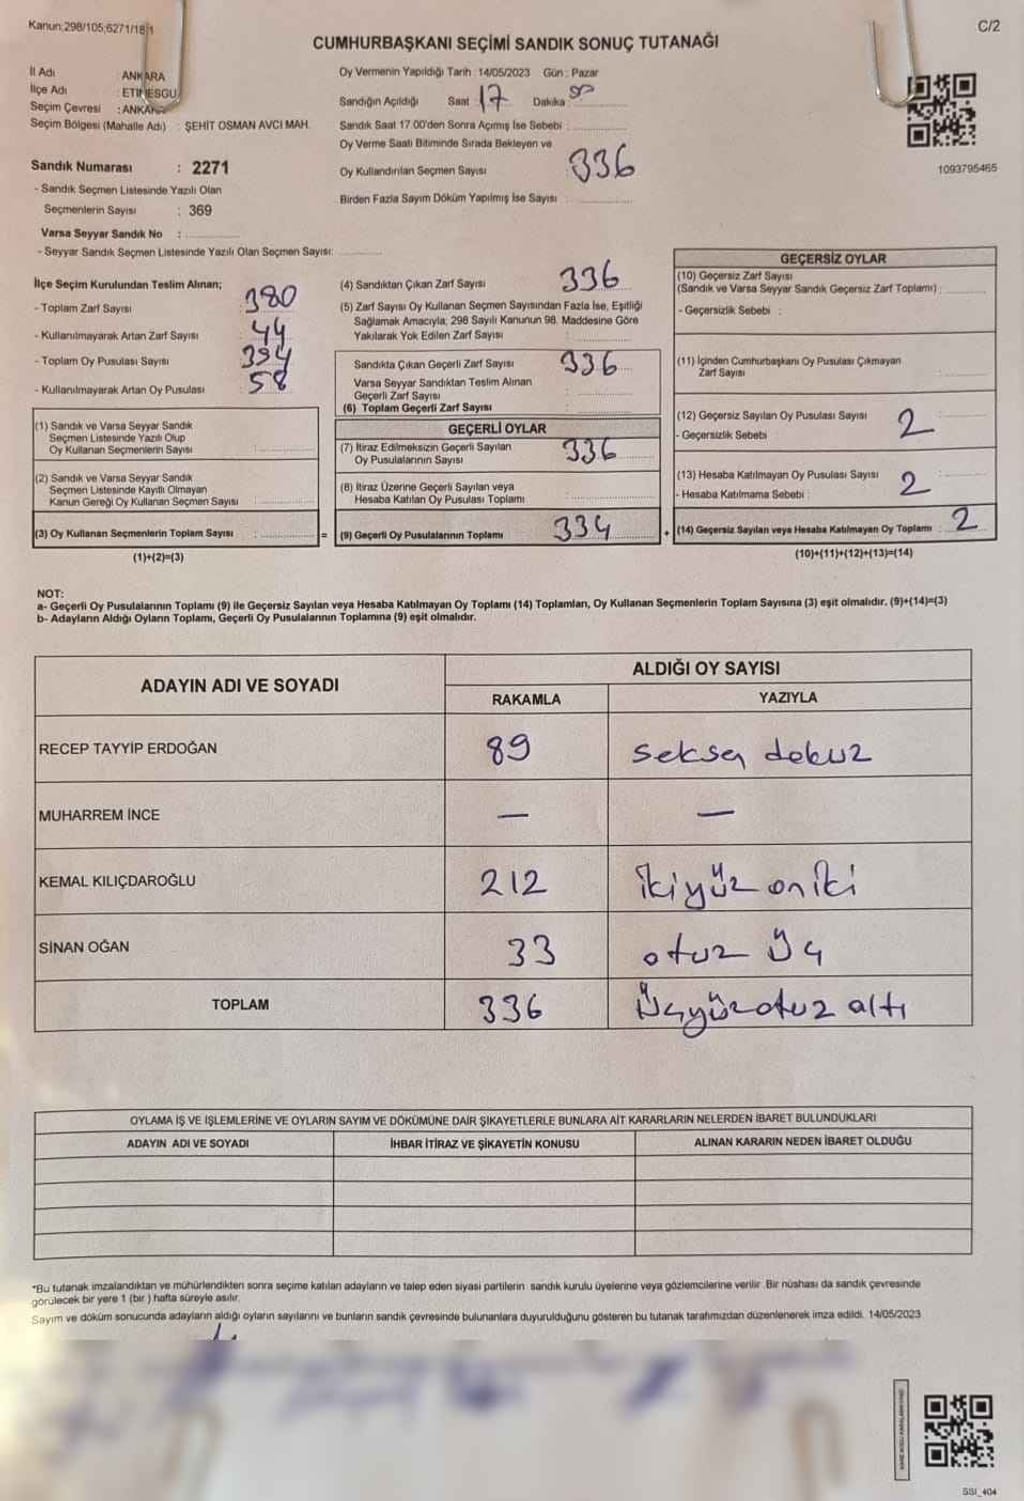 Kanun:298/105;6271/18/1
C/2
CUMHURBAŞKANI SEÇİMİ SANDIK SONUÇ TUTANAĞI
İl Adı : ANKARA
İlçe Adı : ETİMESGU
Seçim Çevresi : ANKARA
Seçim Bölgesi (Mahalle Adı) : ŞEHİT OSMAN AVCI MAH.
Oy Vermenin Yapıldığı Tarih : 14/05/2023 Gün : Pazar
Sandığın Açıldığı Saat 17 Dakika
Sandık Saat 17.00'den Sonra Açımış İse Sebebi :
Oy Verme Saati Bitiminde Sırada Bekleyen ve
Oy Kullandırılan Seçmen Sayısı 336
Birden Fazla Sayım Döküm Yapılmış İse Sayısı :
1093795465
Sandık Numarası : 2271
- Sandık Seçmen Listesinde Yazılı Olan
Seçmenlerin Sayısı : 369
Varsa Seyyar Sandık No :
- Seyyar Sandık Seçmen Listesinde Yazılı Olan Seçmen Sayısı:
İlçe Seçim Kurulundan Teslim Alınan;
- Toplam Zarf Sayısı 380
- Kullanılmayarak Artan Zarf Sayısı 44
- Toplam Oy Pusulası Sayısı 394
- Kullanılmayarak Artan Oy Pusulası 58
(1) Sandık ve Varsa Seyyar Sandık
Seçmen Listesinde Yazılı Olup
Oy Kullanan Seçmenlerin Sayısı :
(2) Sandık ve Varsa Seyyar Sandık
Seçmen Listesinde Kayıtlı Olmayan
Kanun Gereği Oy Kullanan Seçmen Sayısı :
(3) Oy Kullanan Seçmenlerin Toplam Sayısı : =
(1)+(2)=(3)
(4) Sandıktan Çıkan Zarf Sayısı 336
(5) Zarf Sayısı Oy Kullanan Seçmen Sayısından Fazla İse, Eşitliği
Sağlamak Amacıyla; 298 Sayılı Kanunun 98. Maddesine Göre
Yakılarak Yok Edilen Zarf Sayısı :
Sandıkta Çıkan Geçerli Zarf Sayısı 336
Varsa Seyyar Sandıktan Teslim Alınan
Geçerli Zarf Sayısı :
(6) Toplam Geçerli Zarf Sayısı :
GEÇERLİ OYLAR
(7) İtiraz Edilmeksizin Geçerli Sayılan
Oy Pusulalarının Sayısı 336
(8) İtiraz Üzerine Geçerli Sayılan veya
Hesaba Katılan Oy Pusulası Toplamı :
(9) Geçerli Oy Pusulalarının Toplamı 334 +
GEÇERSİZ OYLAR
(10) Geçersiz Zarf Sayısı
(Sandık ve Varsa Seyyar Sandık Geçersiz Zarf Toplamı) :
- Geçersizlik Sebebi :
(11) İçinden Cumhurbaşkanı Oy Pusulası Çıkmayan
Zarf Sayısı :
(12) Geçersiz Sayılan Oy Pusulası Sayısı 2
- Geçersizlik Sebebi
(13) Hesaba Katılmayan Oy Pusulası Sayısı : 2
- Hesaba Katılmama Sebebi :
(14) Geçersiz Sayılan veya Hesaba Katılmayan Oy Toplamı : 2
(10)+(11)+(12)+(13)=(14)
NOT:
a- Geçerli Oy Pusulalarının Toplamı (9) ile Geçersiz Sayılan veya Hesaba Katılmayan Oy Toplamı (14) Toplamları, Oy Kullanan Seçmenlerin Toplam Sayısına (3) eşit olmalıdır. (9)+(14)=(3)
b- Adayların Aldığı Oyların Toplamı, Geçerli Oy Pusulalarının Toplamına (9) eşit olmalıdır.
ADAYIN ADI VE SOYADI ALDIĞI OY SAYISI
RAKAMLA YAZIYLA
RECEP TAYYİP ERDOĞAN 89 seksen dokuz
MUHARREM İNCE — —
KEMAL KILIÇDAROĞLU 212 ikiyüz oniki
SİNAN OĞAN 33 otuz üç
TOPLAM 336 Üçyüzotuz altı
OYLAMA İŞ VE İŞLEMLERİNE VE OYLARIN SAYIM VE DÖKÜMÜNE DAİR ŞİKAYETLERLE BUNLARA AİT KARARLARIN NELERDEN İBARET BULUNDUKLARI
ADAYIN ADI VE SOYADI İHBAR İTİRAZ VE ŞİKAYETİN KONUSU ALINAN KARARIN NEDEN İBARET OLDUĞU
*Bu tutanak imzalandıktan ve mühürlendikten sonra seçime katılan adayların ve talep eden siyasi partilerin sandık kurulu üyelerine veya gözlemcilerine verilir. Bir nüshası da sandık çevresinde
görülecek bir yere 1 (bir ) hafta süreyle asılır.
Sayım ve döküm sonucunda adayların aldığı oyların sayılarını ve bunların sandık çevresinde bulunanlara duyurulduğunu gösteren bu tutanak tarafımızdan düzenlenerek imza edildi. 14/05/2023
SSI_404